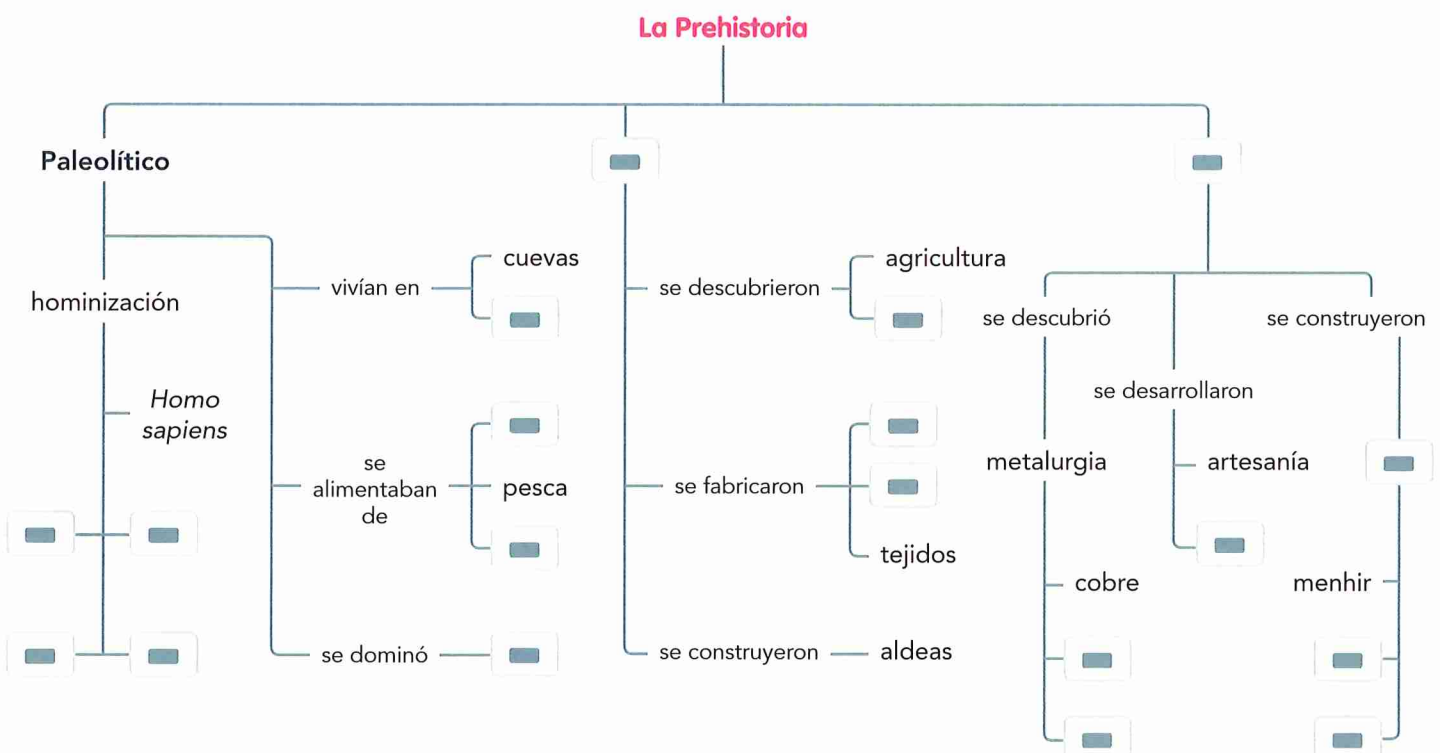 La Prehistoria
Paleolítico
hominización
Homo
sapiens
vivían en
cuevas
se
alimentaban
de
pesca
se dominó
se descubrieron
agricultura
se fabricaron
tejidos
se construyeron
aldeas
se descubrió
metalurgia
cobre
se desarrollaron
artesanía
se construyeron
menhir